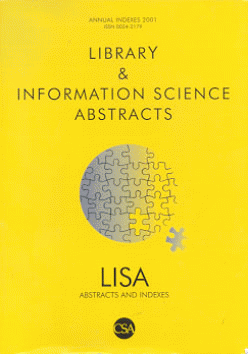 ANNUAL INDEXES 2001
ISSN 0024-2179
LIBRARY
&
INFORMATION SCIENCE
ABSTRACTS
LISA
ABSTRACTS AND INDEXES
CSA